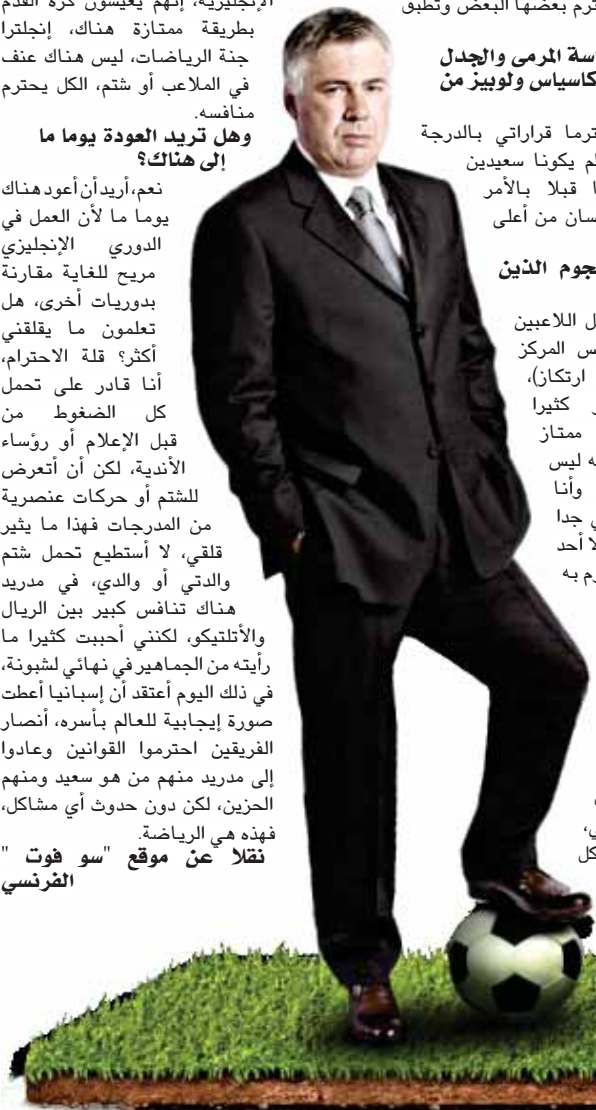 بعضها البعض وتطبق
المرمى والجدل
كاسياس ولوبيز من
قراراتي بالدرجة
يكونا سعيدين
قبلا بالأمر
من أعلى
الذين
اللاعبين
المركز
ارتكاز)،
كثيرا
ممتاز
ليس
وأنا
جدا
أحد
به
كل
الإنجليزية، إنهم يعيشون كرة القدم
بطريقة ممتازة هناك، إنجلترا
جنة الرياضات، ليس هناك عنف
في الملاعب أو شتم، الكل يحترم
منافسه.
وهل تريد العودة يوما ما
إلى هناك؟
نعم، أريد أن أعود هناك
يوما ما لأن العمل في
الدوري الإنجليزي
مريح للغاية مقارنة
بدوريات أخرى، هل
تعلمون ما يقلقني
أكثر؟ قلة الاحترام،
أنا قادر على تحمل
كل الضغوط من
قبل الإعلام أو رؤساء
الأندية، لكن أن أتعرض
للشتم أو حركات عنصرية
من المدرجات فهذا ما يثير
قلقي، لا أستطيع تحمل شتم
والدتي أو والدي، في مدريد
هناك تنافس كبير بين الريال
والأتلتيكو، لكنني أحببت كثيرا ما
رأيته من الجماهير في نهائي لشبونة،
في ذلك اليوم أعتقد أن إسبانيا أعطت
صورة إيجابية للعالم بأسره، أنصار
الفريقين احترموا القوانين وعادوا
إلى مدريد منهم من هو سعيد ومنهم
الحزين، لكن دون حدوث أي مشاكل،
فهذه هي الرياضة.
نقلا عن موقع "سو فوت "
الفرنسي